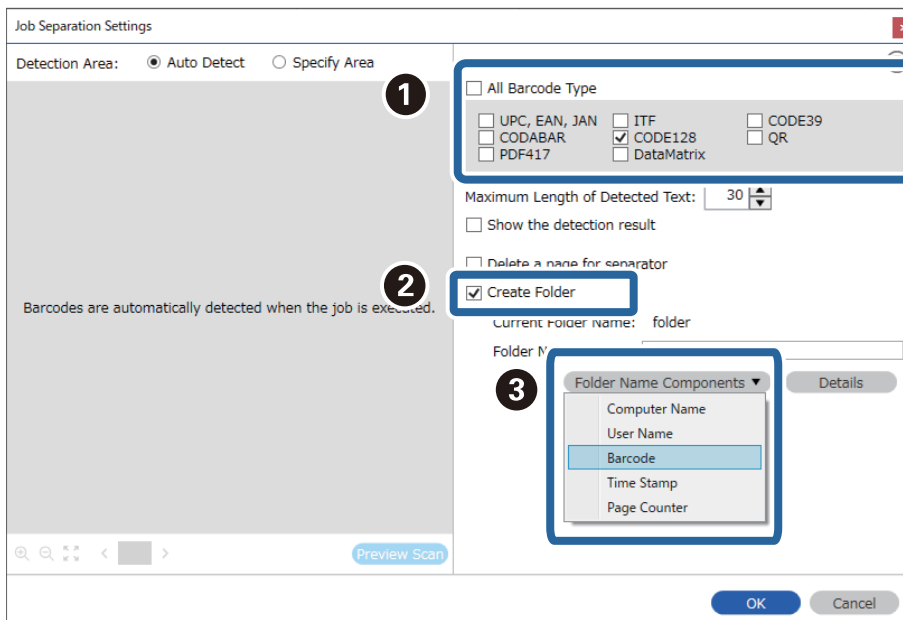 Job Separation Settings
Detection Area: Auto Detect Specify Area
1
All Barcode Type
UPC, EAN, JAN ITF CODE39
CODABAR CODE128 QR
PDF417 DataMatrix
Maximum Length of Detected Text: 30
Show the detection result
Delete a page for separator
2
Create Folder
Barcodes are automatically detected when the job is executed.
Current Folder Name: folder
Folder
3
Folder Name Components Details
Computer Name
User Name
Barcode
Time Stamp
Page Counter
Preview Scan
OK Cancel